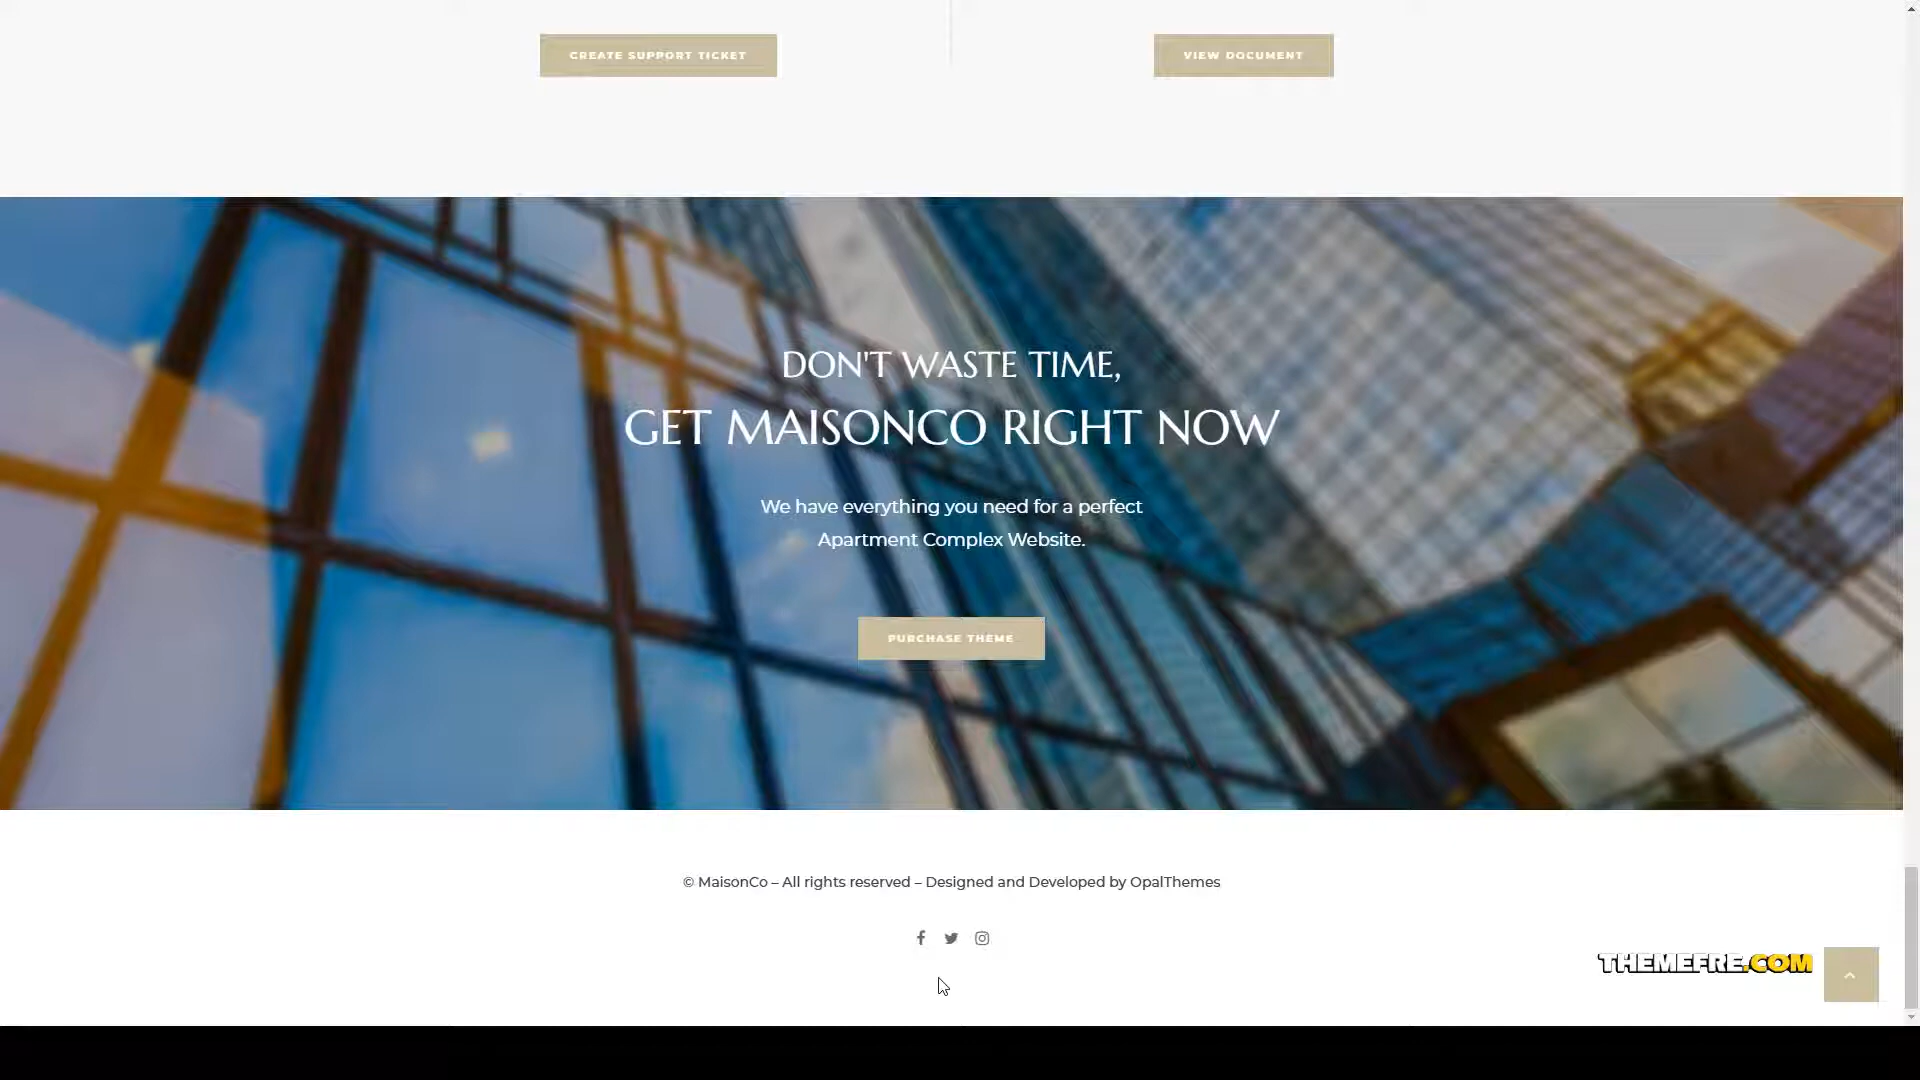 CREATE SUPPORT TICKET
VIEW DOCUMENT
DON'T WASTE TIME,
GET MAISONCO RIGHT NOW
We have everything you need for a perfect
Apartment Complex Website.
PURCHASE THEME
© MaisonCo – All rights reserved – Designed and Developed by OpalThemes
THEMEFRE.COM